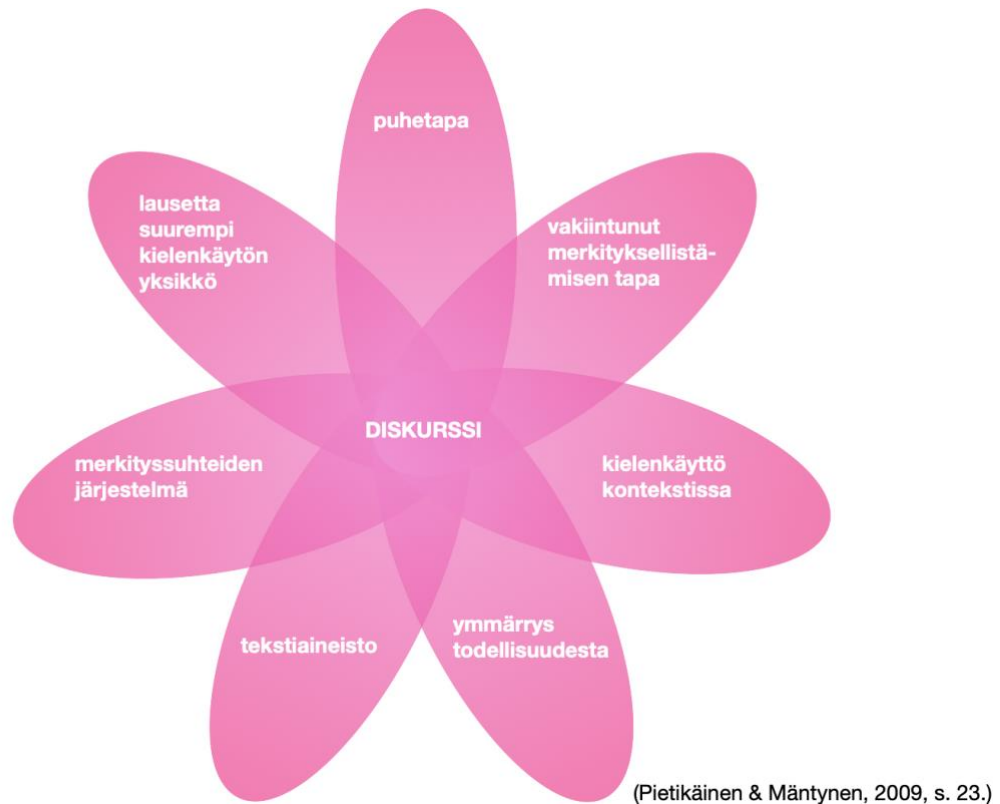 puhetapa
lausetta
suurempi
kielenkäytön
yksikkö
vakiintunut
merkityksellistä-
misen tapa
DISKURSSI
merkityssuhteiden
järjestelmä
kielenkäyttö
kontekstissa
tekstiaineisto
ymmärrys
todellisuudesta
(Pietikäinen & Mäntynen, 2009, s. 23.)